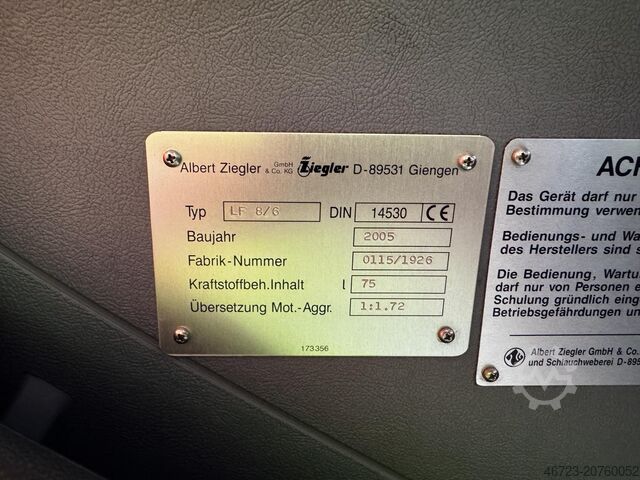 Albert Ziegler GmbH & Co. KG Ziegler D-89531 Giengen
Typ LF 8/6 DIN 14530 CE
Baujahr 2005
Fabrik-Nummer 0115/1926
Kraftstoffbeh.Inhalt l 75
Übersetzung Mot.-Aggr. 1:1.72
173356
ACH
Das Gerät darf nur
Bestimmung verwen
Bedienungs- und Wa
des Herstellers sind s
Die Bedienung, Wartu
darf nur von Personen e
Schulung gründlich eing
Betriebsgefährdungen un
Albert Ziegler GmbH & Co.
und Schlauchweberei D-895
46723-20760052